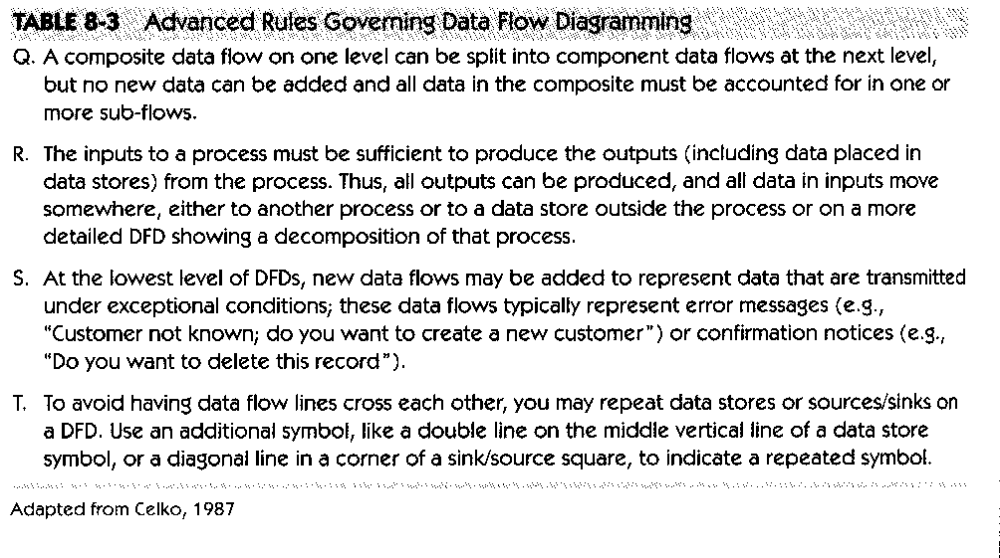 TABLE 8-3 Advanced Rules Governing Data Flow Diagramming
Q. A composite data flow on one level can be split into component data flows at the next level,
but no new data can be added and all data in the composite must be accounted for in one or
more sub-flows.
R. The inputs to a process must be sufficient to produce the outputs (including data placed in
data stores) from the process. Thus, all outputs can be produced, and all data in inputs move
somewhere, either to another process or to a data store outside the process or on a more
detailed DFD showing a decomposition of that process.
S. At the lowest level of DFDs, new data flows may be added to represent data that are transmitted
under exceptional conditions; these data flows typically represent error messages (e.g.,
"Customer not known; do you want to create a new customer") or confirmation notices (e.g.,
"Do you want to delete this record").
T. To avoid having data flow lines cross each other, you may repeat data stores or sources/sinks on
a DFD. Use an additional symbol, like a double line on the middle vertical line of a data store
symbol, or a diagonal line in a corner of a sink/source square, to indicate a repeated symbol.
Adapted from Celko, 1987